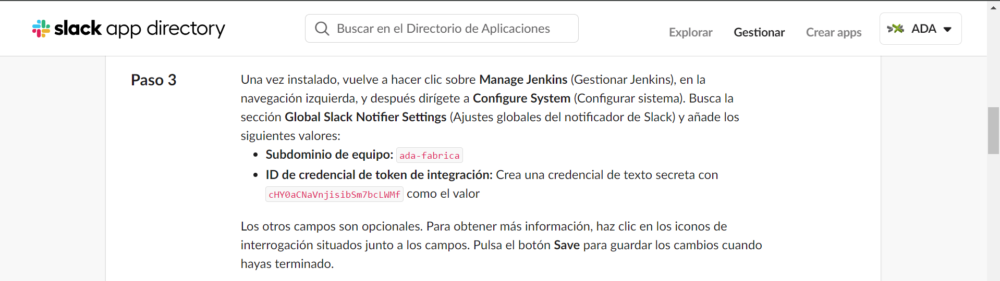 slack app directory
Buscar en el Directorio de Aplicaciones
Explorar
Gestionar
Crear apps
ADA
Paso 3
Una vez instalado, vuelve a hacer clic sobre Manage Jenkins (Gestionar Jenkins), en la
navegación izquierda, y después dirígete a Configure System (Configurar sistema). Busca la
sección Global Slack Notifier Settings (Ajustes globales del notificador de Slack) y añade los
siguientes valores:
• Subdominio de equipo: ada-fabrica
• ID de credencial de token de integración: Crea una credencial de texto secreta con
cHY0aCNaVnjisibSm7bcLWMf como el valor
Los otros campos son opcionales. Para obtener más información, haz clic en los iconos de
interrogación situados junto a los campos. Pulsa el botón Save para guardar los cambios cuando
hayas terminado.